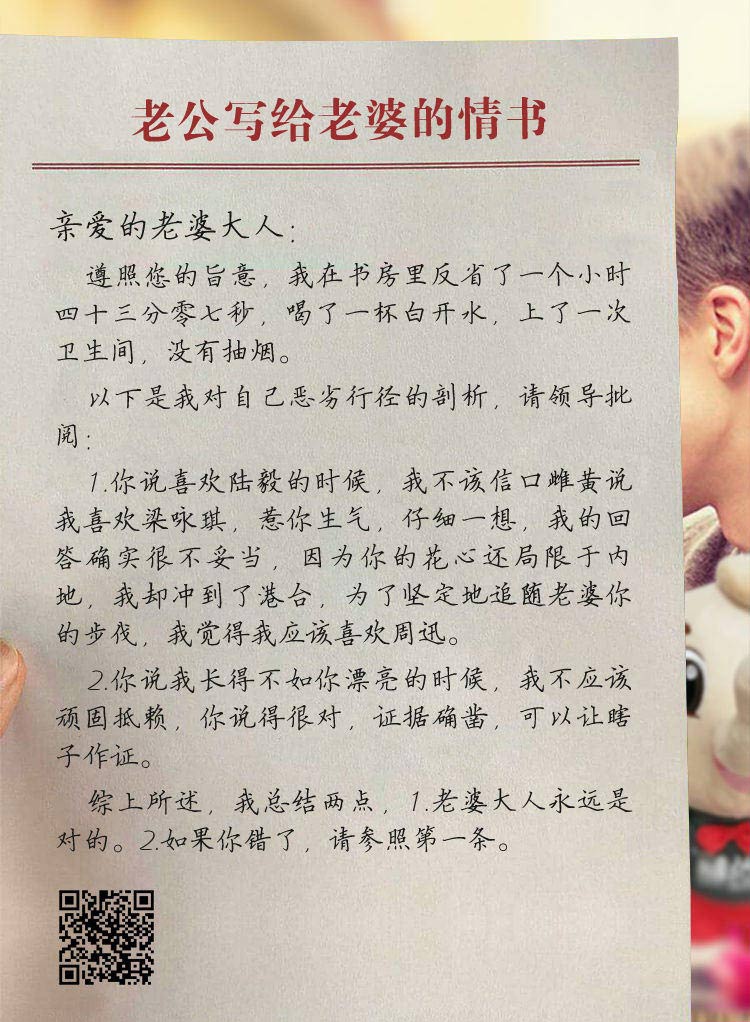 老公写给老婆的情书
亲爱的老婆大人：
遵照您的旨意，我在书房里反省了一个小时
四十三分零七秒，喝了一杯白开水，上了一次
卫生间，没有抽烟。
以下是我对自己恶劣行径的剖析，请领导批
阅：
1.你说喜欢陆毅的时候，我不该信口雌黄说
我喜欢梁咏琪，惹你生气，仔细一想，我的回
答确实很不妥当，因为你的花心还局限于内
地，我却冲到了港台，为了坚定地追随老婆你
的步伐，我觉得我应该喜欢周迅。
2.你说我长得不如你漂亮的时候，我不应该
顽固抵赖，你说得很对，证据确凿，可以让瞎
子作证。
综上所述，我总结两点，1.老婆大人永远是
对的。2.如果你错了，请参照第一条。